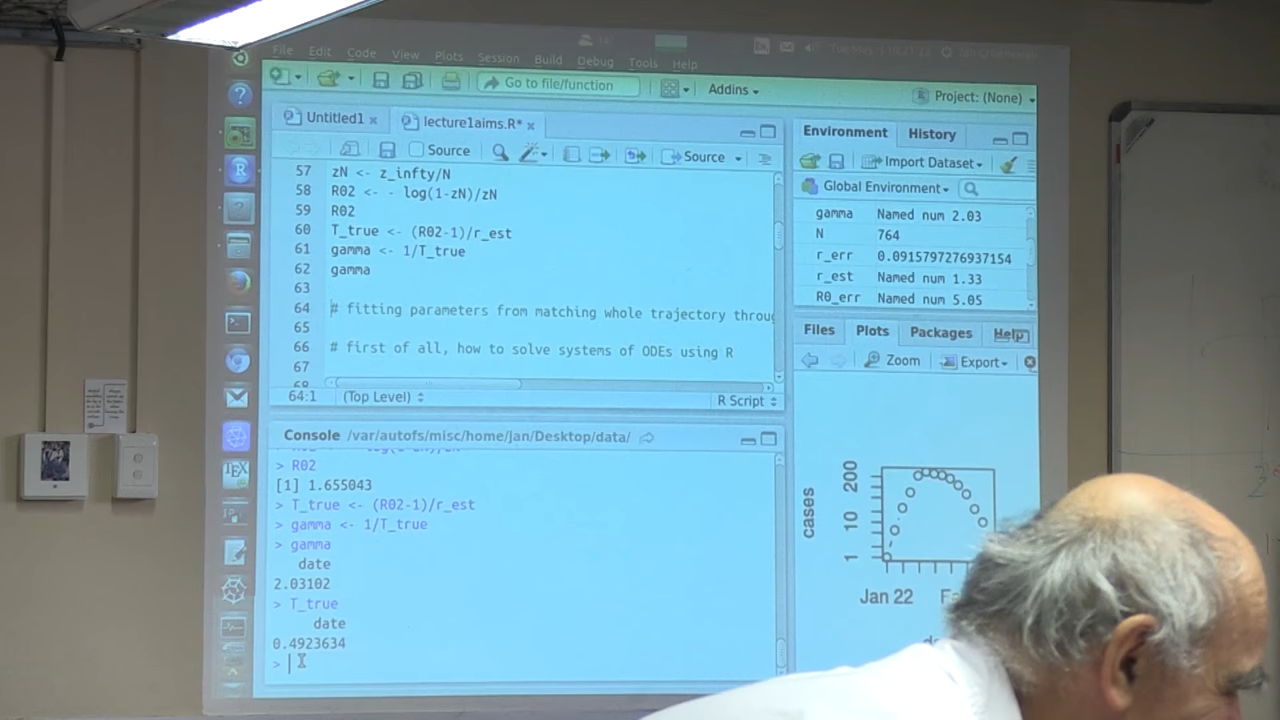 File Edit Code View Plots Session Build Debug Tools Help
Go to file/function
Addins
Project: (None)
Untitled1
lecture1aims.R*
Source
Source
57 zN <- z_infty/N
58 R02 <- - log(1-zN)/zN
59 R02
60 T_true <- (R02-1)/r_est
61 gamma <- 1/T_true
62 gamma
63
64 # fitting parameters from matching whole trajectory throu
65
66 # first of all, how to solve systems of ODEs using R
67
68
64:1 (Top Level)
R Script
Console /var/autofs/misc/home/jan/Desktop/data/
> R02
[1] 1.655043
> T_true <- (R02-1)/r_est
> gamma <- 1/T_true
> gamma
date
2.03102
> T_true
date
0.4923634
>
Environment History
Import Dataset
Global Environment
gamma Named num 2.03
N 764
r_err 0.0915797276937154
r_est Named num 1.33
R0_err Named num 5.05
Files Plots Packages Help
Zoom
Export
cases
200
10
1
Jan 22